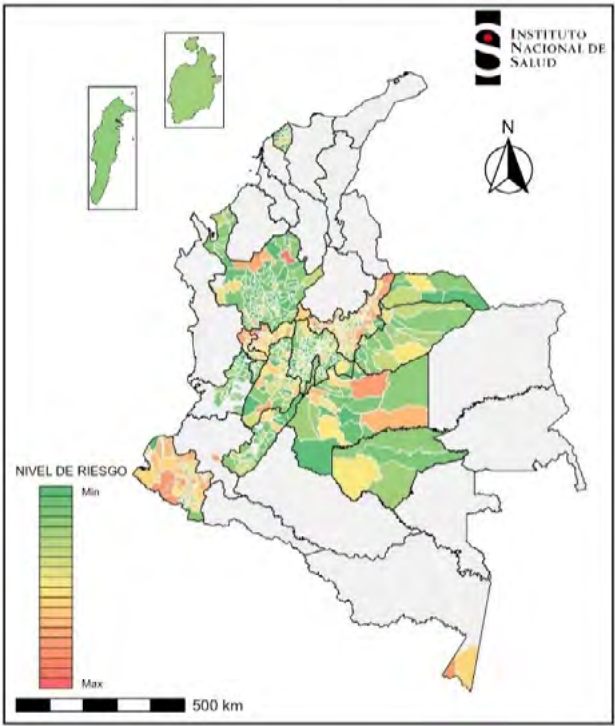 INSTITUTO
NACIONAL DE
SALUD
N
NIVEL DE RIESGO
Min
Max
500 km